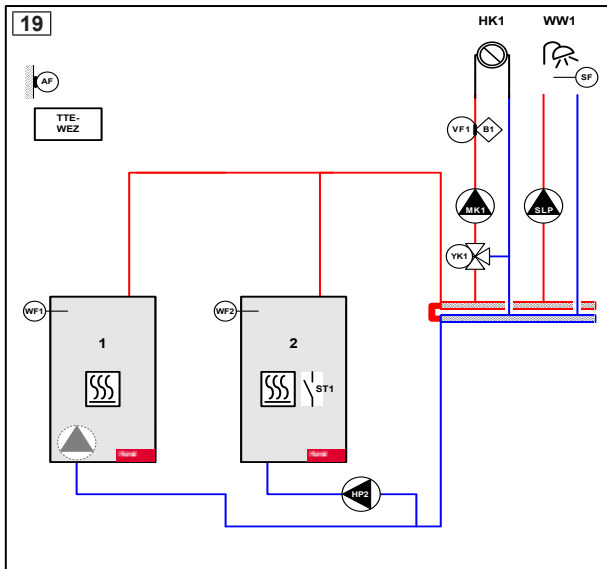 19
HK1 WW1
AF
SF
TTE-
WEZ
VF1 B1
MK1 SLP
YK1
WF1 WF2
1 2
ST1
HP2